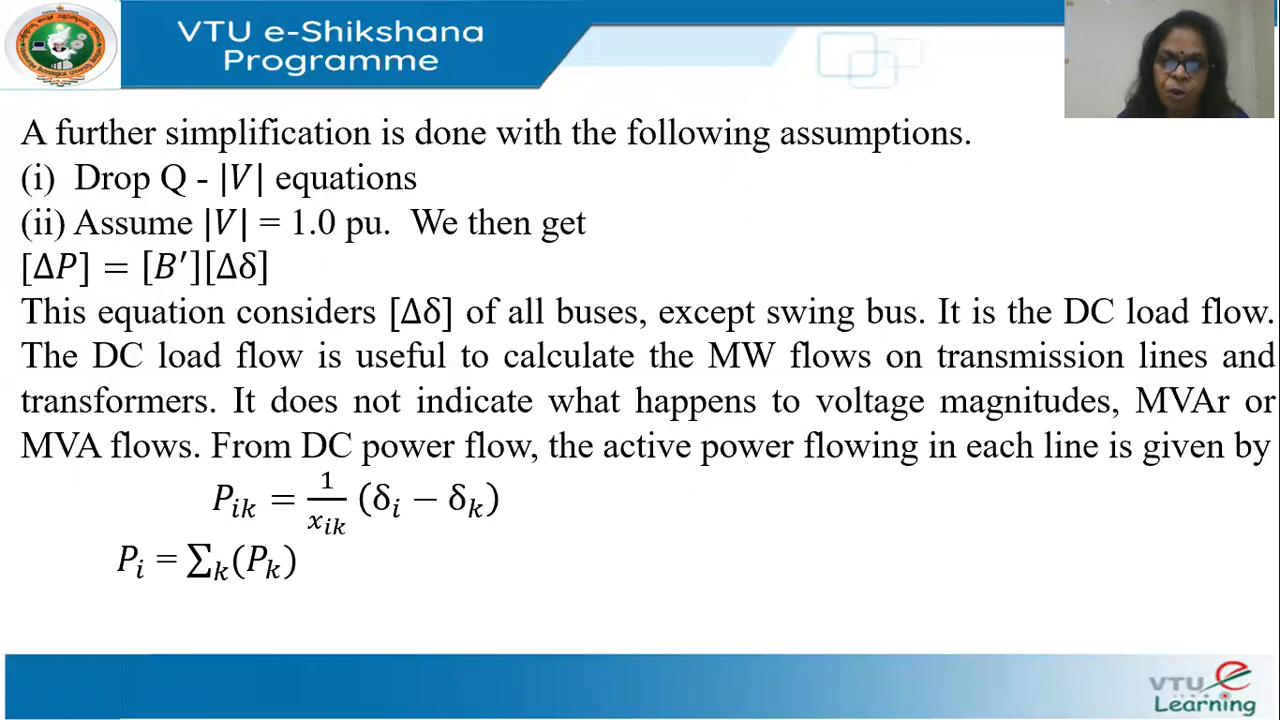 VTU e-Shikshana
Programme
A further simplification is done with the following assumptions.
(i) Drop Q - |V| equations
(ii) Assume |V| = 1.0 pu. We then get
[ΔP] = [B′][Δδ]
This equation considers [Δδ] of all buses, except swing bus. It is the DC load flow.
The DC load flow is useful to calculate the MW flows on transmission lines and
transformers. It does not indicate what happens to voltage magnitudes, MVAr or
MVA flows. From DC power flow, the active power flowing in each line is given by
P_ik = 1/x_ik (δ_i − δ_k)
P_i = ∑_k(P_k)
VTU e
Learning